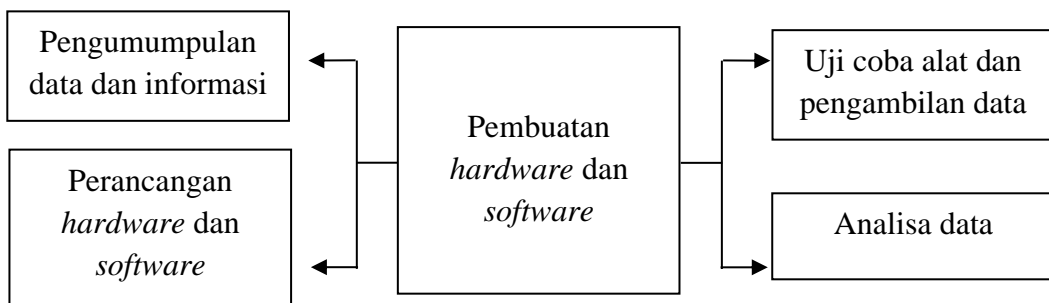 Pengumumpulan
data dan informasi
Perancangan
hardware dan
software
Pembuatan
hardware dan
software
Uji coba alat dan
pengambilan data
Analisa data